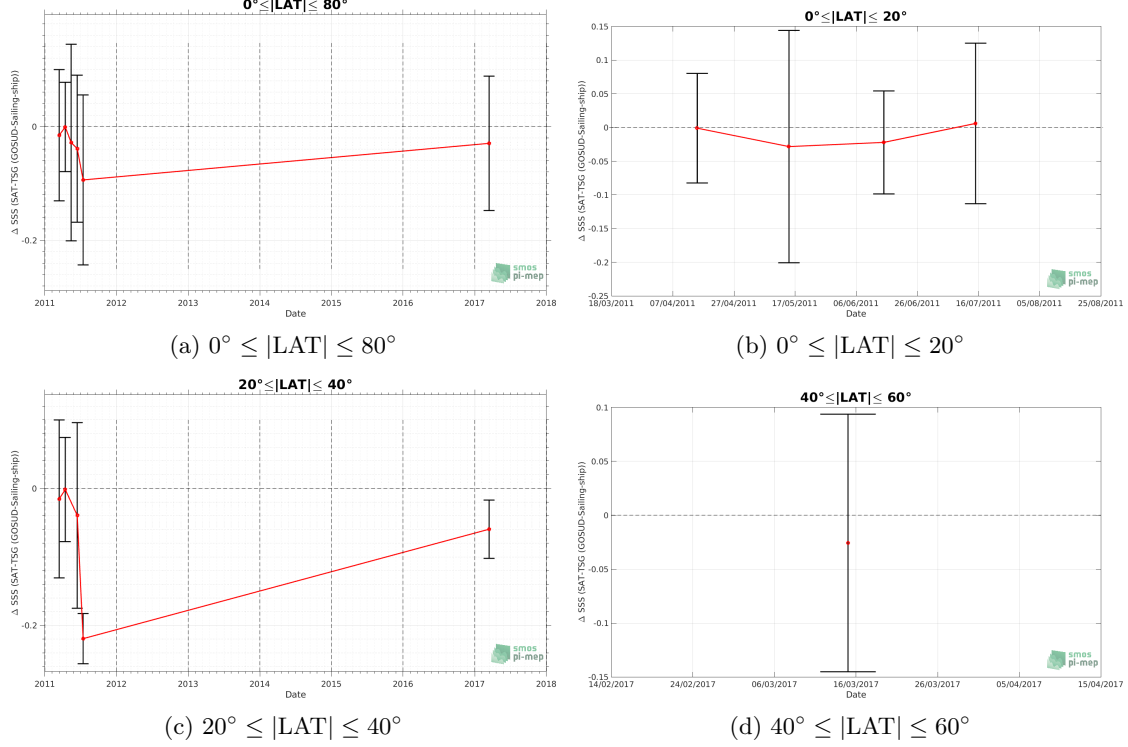 0°≤|LAT|≤ 80°
0
-0.2
Δ SSS (SAT-TSG (GOSUD-Sailing-ship))
2011 2012 2013 2014 2015 2016 2017 2018
Date
smos
pi-mep
(a) 0° ≤ |LAT| ≤ 80°
0°≤|LAT|≤ 20°
0.15
0.1
0.05
0
-0.05
-0.1
-0.15
-0.2
-0.25
Δ SSS (SAT-TSG (GOSUD-Sailing-ship))
18/03/2011 07/04/2011 27/04/2011 17/05/2011 06/06/2011 26/06/2011 16/07/2011 05/08/2011 25/08/2011
Date
smos
pi-mep
(b) 0° ≤ |LAT| ≤ 20°
20°≤|LAT|≤ 40°
0
-0.2
Δ SSS (SAT-TSG (GOSUD-Sailing-ship))
2011 2012 2013 2014 2015 2016 2017 2018
Date
smos
pi-mep
(c) 20° ≤ |LAT| ≤ 40°
40°≤|LAT|≤ 60°
0.1
0.05
0
-0.05
-0.1
-0.15
Δ SSS (SAT-TSG (GOSUD-Sailing-ship))
14/02/2017 24/02/2017 06/03/2017 16/03/2017 26/03/2017 05/04/2017 15/04/2017
Date
smos
pi-mep
(d) 40° ≤ |LAT| ≤ 60°